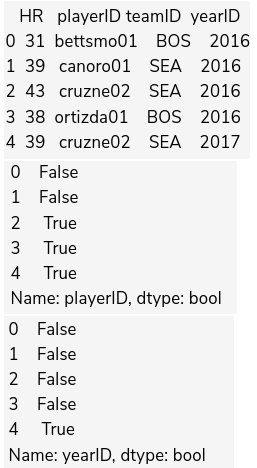 HR playerID teamID yearID
0 31 bettsmo01 BOS 2016
1 39 canoro01 SEA 2016
2 43 cruzne02 SEA 2016
3 38 ortizda01 BOS 2016
4 39 cruzne02 SEA 2017
0 False
1 False
2 True
3 True
4 True
Name: playerID, dtype: bool
0 False
1 False
2 False
3 False
4 True
Name: yearID, dtype: bool